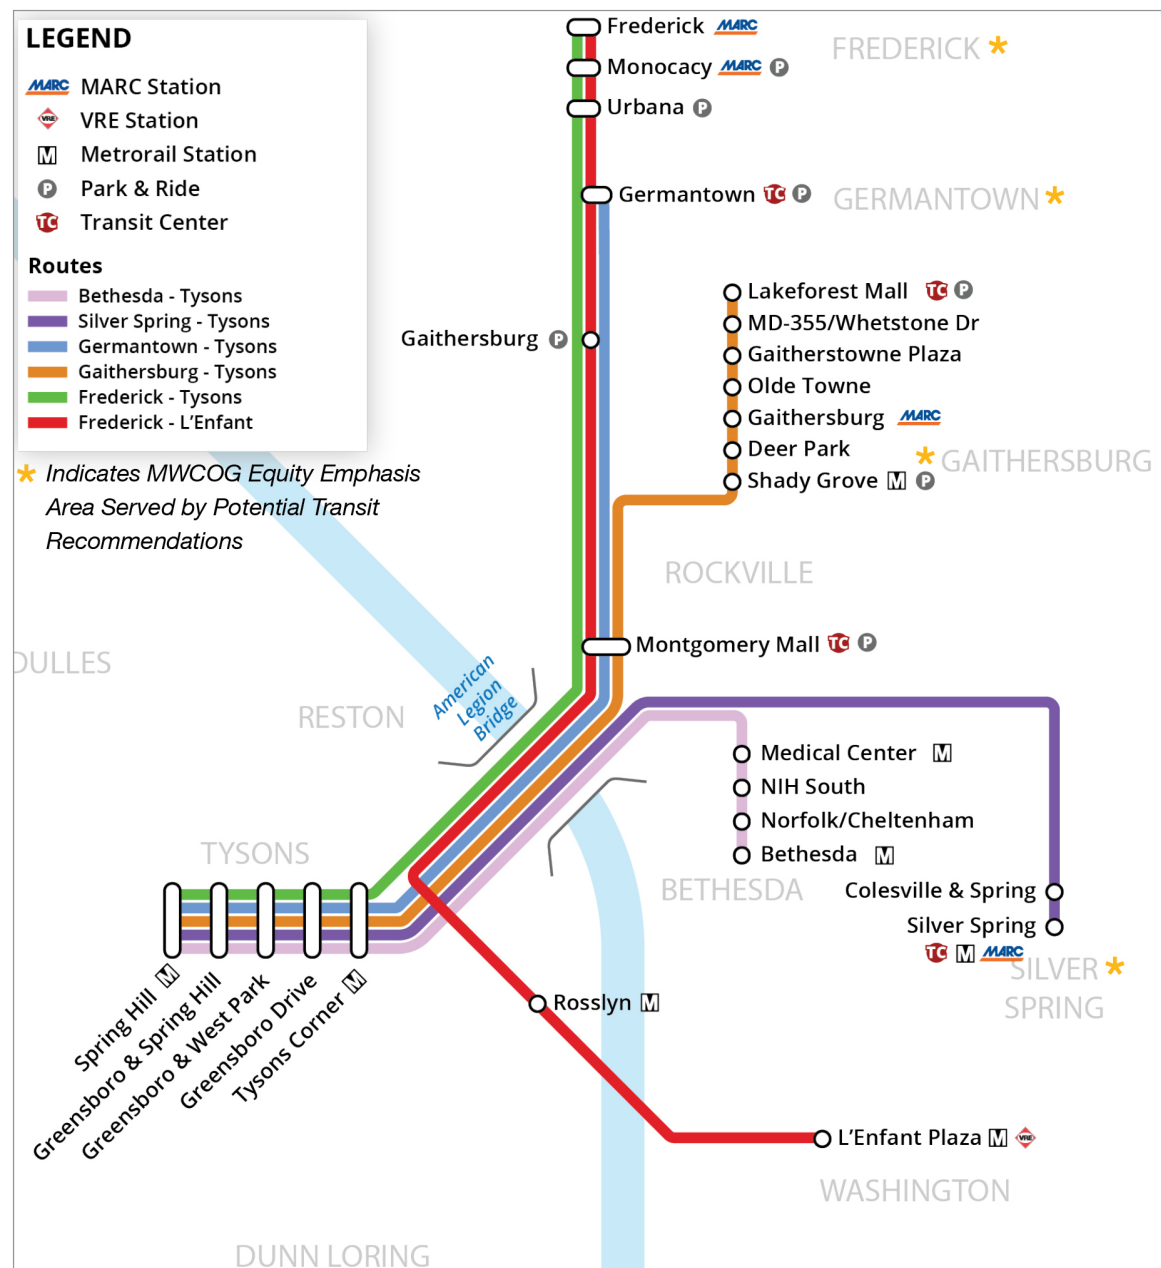 LEGEND
MARC MARC Station
VRE VRE Station
M Metrorail Station
P Park & Ride
TC Transit Center
Routes
Bethesda - Tysons
Silver Spring - Tysons
Germantown - Tysons
Gaithersburg - Tysons
Frederick - Tysons
Frederick - L'Enfant
* Indicates MWCOG Equity Emphasis
Area Served by Potential Transit
Recommendations
Frederick MARC
FREDERICK *
Monocacy MARC P
Urbana P
Germantown TC P
GERMANTOWN *
Lakeforest Mall TC P
MD-355/Whetstone Dr
Gaithersburg P
Gaitherstowne Plaza
Olde Towne
Gaithersburg MARC
Deer Park
* GAITHERSBURG
Shady Grove M P
ROCKVILLE
Montgomery Mall TC P
DULLES
RESTON
American
Legion
Bridge
Medical Center M
NIH South
Norfolk/Cheltenham
Bethesda M
TYSONS
BETHESDA
Colesville & Spring
Silver Spring
TC M MARC
SILVER *
SPRING
Spring Hill M
Greensboro & Spring Hill
Greensboro & West Park
Greensboro Drive
Tysons Corner M
Rosslyn M
L'Enfant Plaza M VRE
WASHINGTON
DUNN LORING